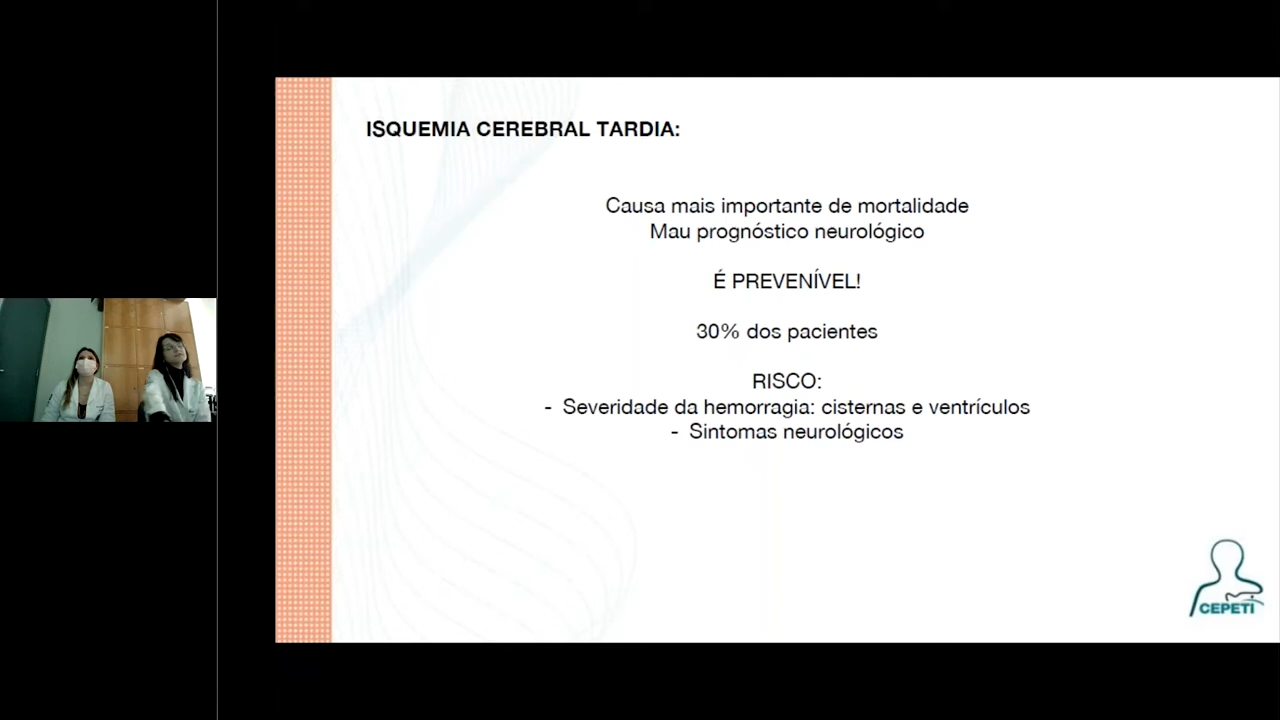 ISQUEMIA CEREBRAL TARDIA:
Causa mais importante de mortalidade
Mau prognóstico neurológico
É PREVENÍVEL!
30% dos pacientes
RISCO:
- Severidade da hemorragia: cisternas e ventrículos
- Sintomas neurológicos
CEPETI